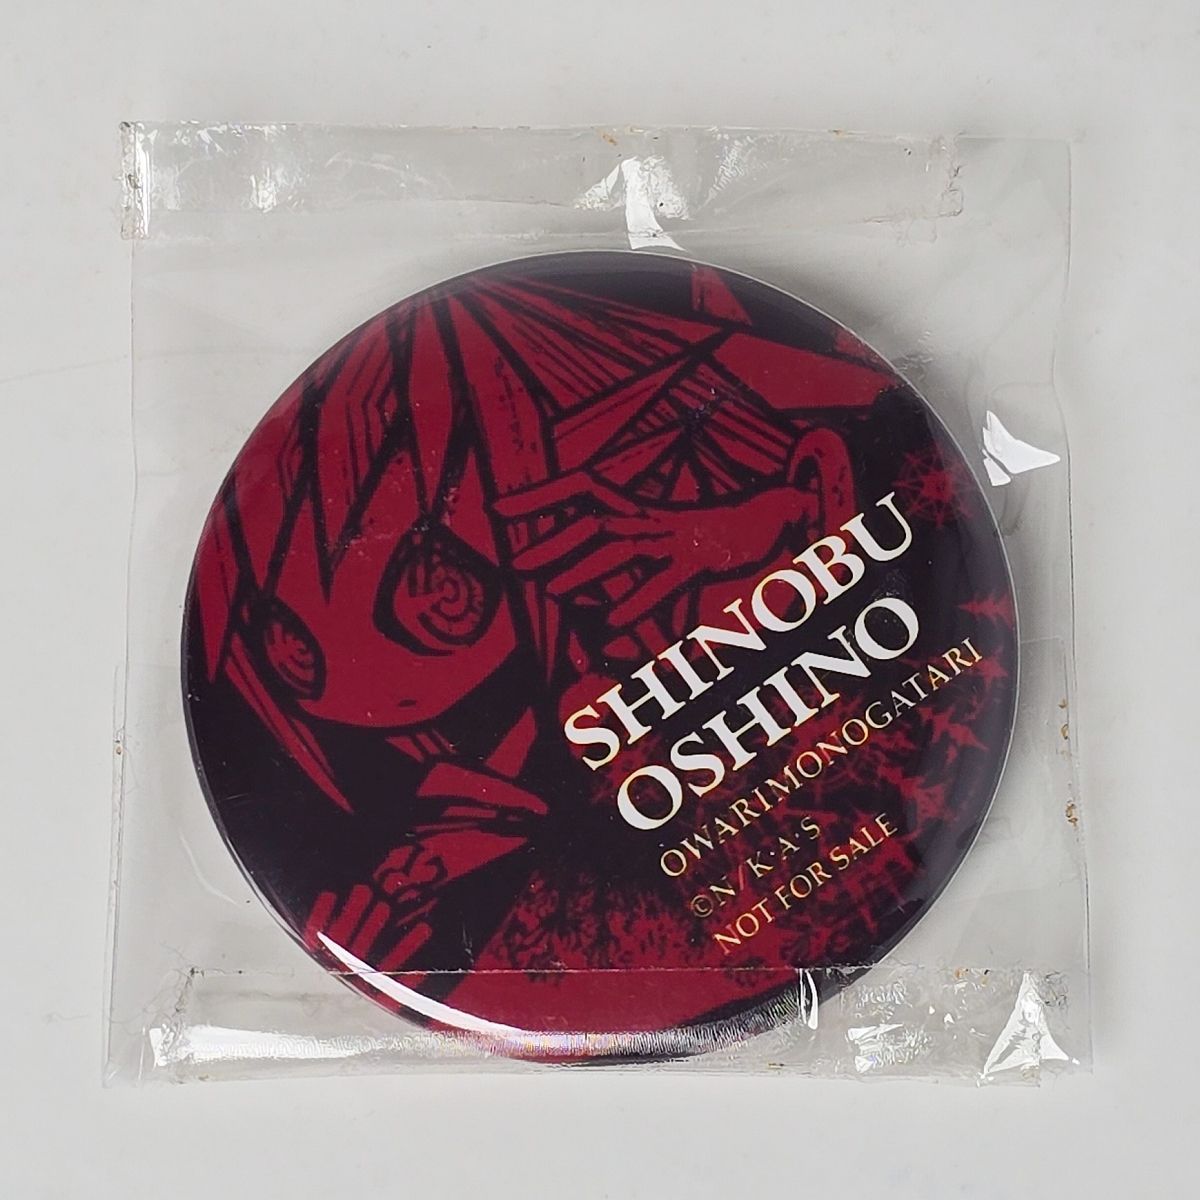 SHINOBU
OSHINO
OWARIMONOGATARI
©N/K・A・S
NOT FOR SALE